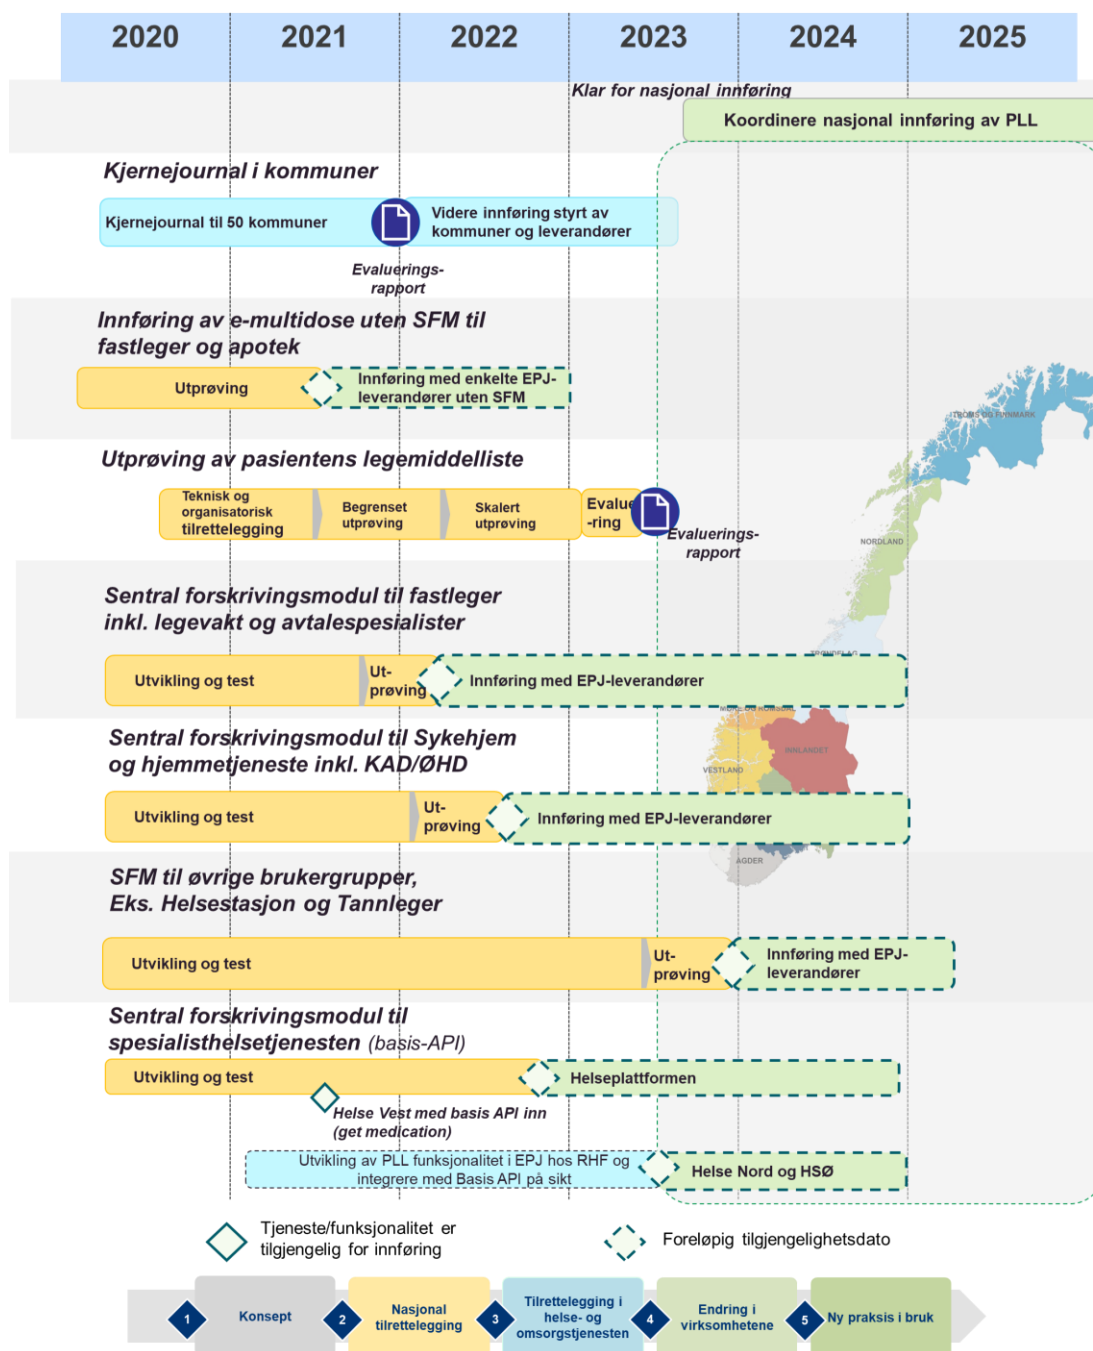 2020 2021 2022 2023 2024 2025
Klar for nasjonal innføring
Koordinere nasjonal innføring av PLL
Kjernejournal i kommuner
Kjernejournal til 50 kommuner
Videre innføring styrt av
kommuner og leverandører
Evaluerings-
rapport
Innføring av e-multidose uten SFM til
fastleger og apotek
Utprøving
Innføring med enkelte EPJ-
leverandører uten SFM
TROMS OG FINNMARK
Utprøving av pasientens legemiddelliste
Teknisk og
organisatorisk
tilrettelegging
Begrenset
utprøving
Skalert
utprøving
Evalue
-ring
Evaluerings-
rapport
NORDLAND
Sentral forskrivingsmodul til fastleger
inkl. legevakt og avtalespesialister
TRØNDELAG
Utvikling og test
Ut-
prøving
Innføring med EPJ-leverandører
MØRE OG ROMSDAL
INNLANDET
VESTLAND
Sentral forskrivingsmodul til Sykehjem
og hjemmetjeneste inkl. KAD/ØHD
Utvikling og test
Ut-
prøving
Innføring med EPJ-leverandører
AGDER
SFM til øvrige brukergrupper,
Eks. Helsestasjon og Tannleger
Utvikling og test
Ut-
prøving
Innføring med EPJ-
leverandører
Sentral forskrivingsmodul til
spesialisthelsetjenesten (basis-API)
Utvikling og test
Helseplattformen
Helse Vest med basis API inn
(get medication)
Utvikling av PLL funksjonalitet i EPJ hos RHF og
integrere med Basis API på sikt
Helse Nord og HSØ
Tjeneste/funksjonalitet er
tilgjengelig for innføring
Foreløpig tilgjengelighetsdato
1
Konsept
2
Nasjonal
tilrettelegging
3
Tilrettelegging i
helse- og
omsorgstjenesten
4
Endring i
virksomhetene
5
Ny praksis i bruk